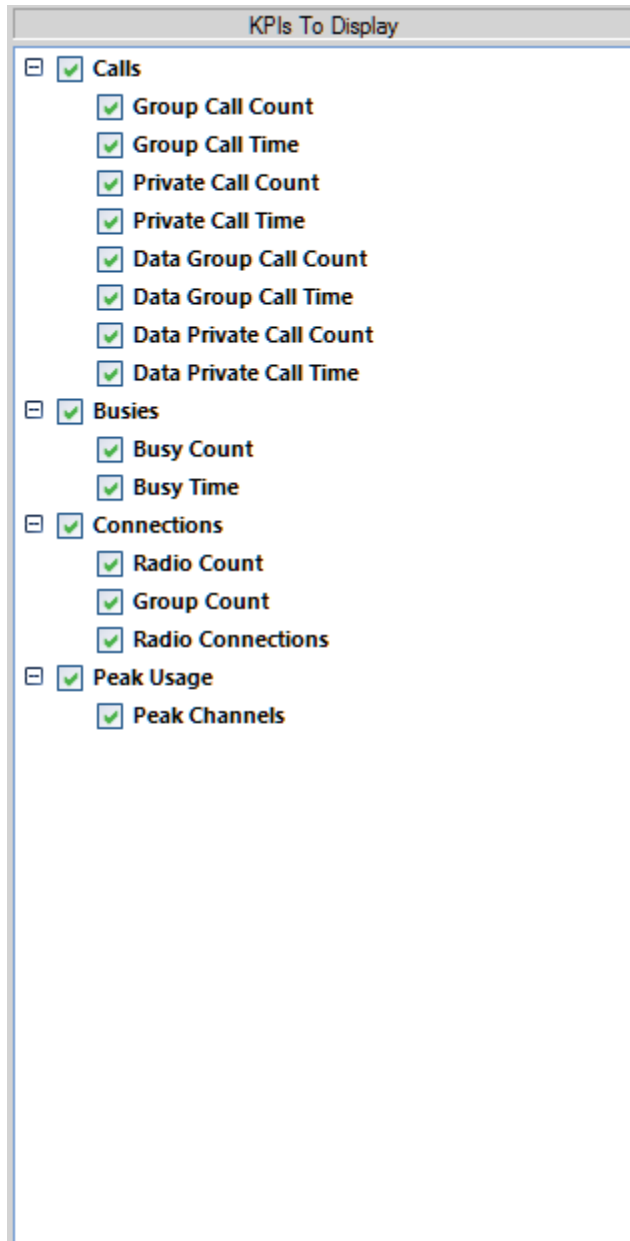 KPIs To Display
Calls
Group Call Count
Group Call Time
Private Call Count
Private Call Time
Data Group Call Count
Data Group Call Time
Data Private Call Count
Data Private Call Time
Busies
Busy Count
Busy Time
Connections
Radio Count
Group Count
Radio Connections
Peak Usage
Peak Channels